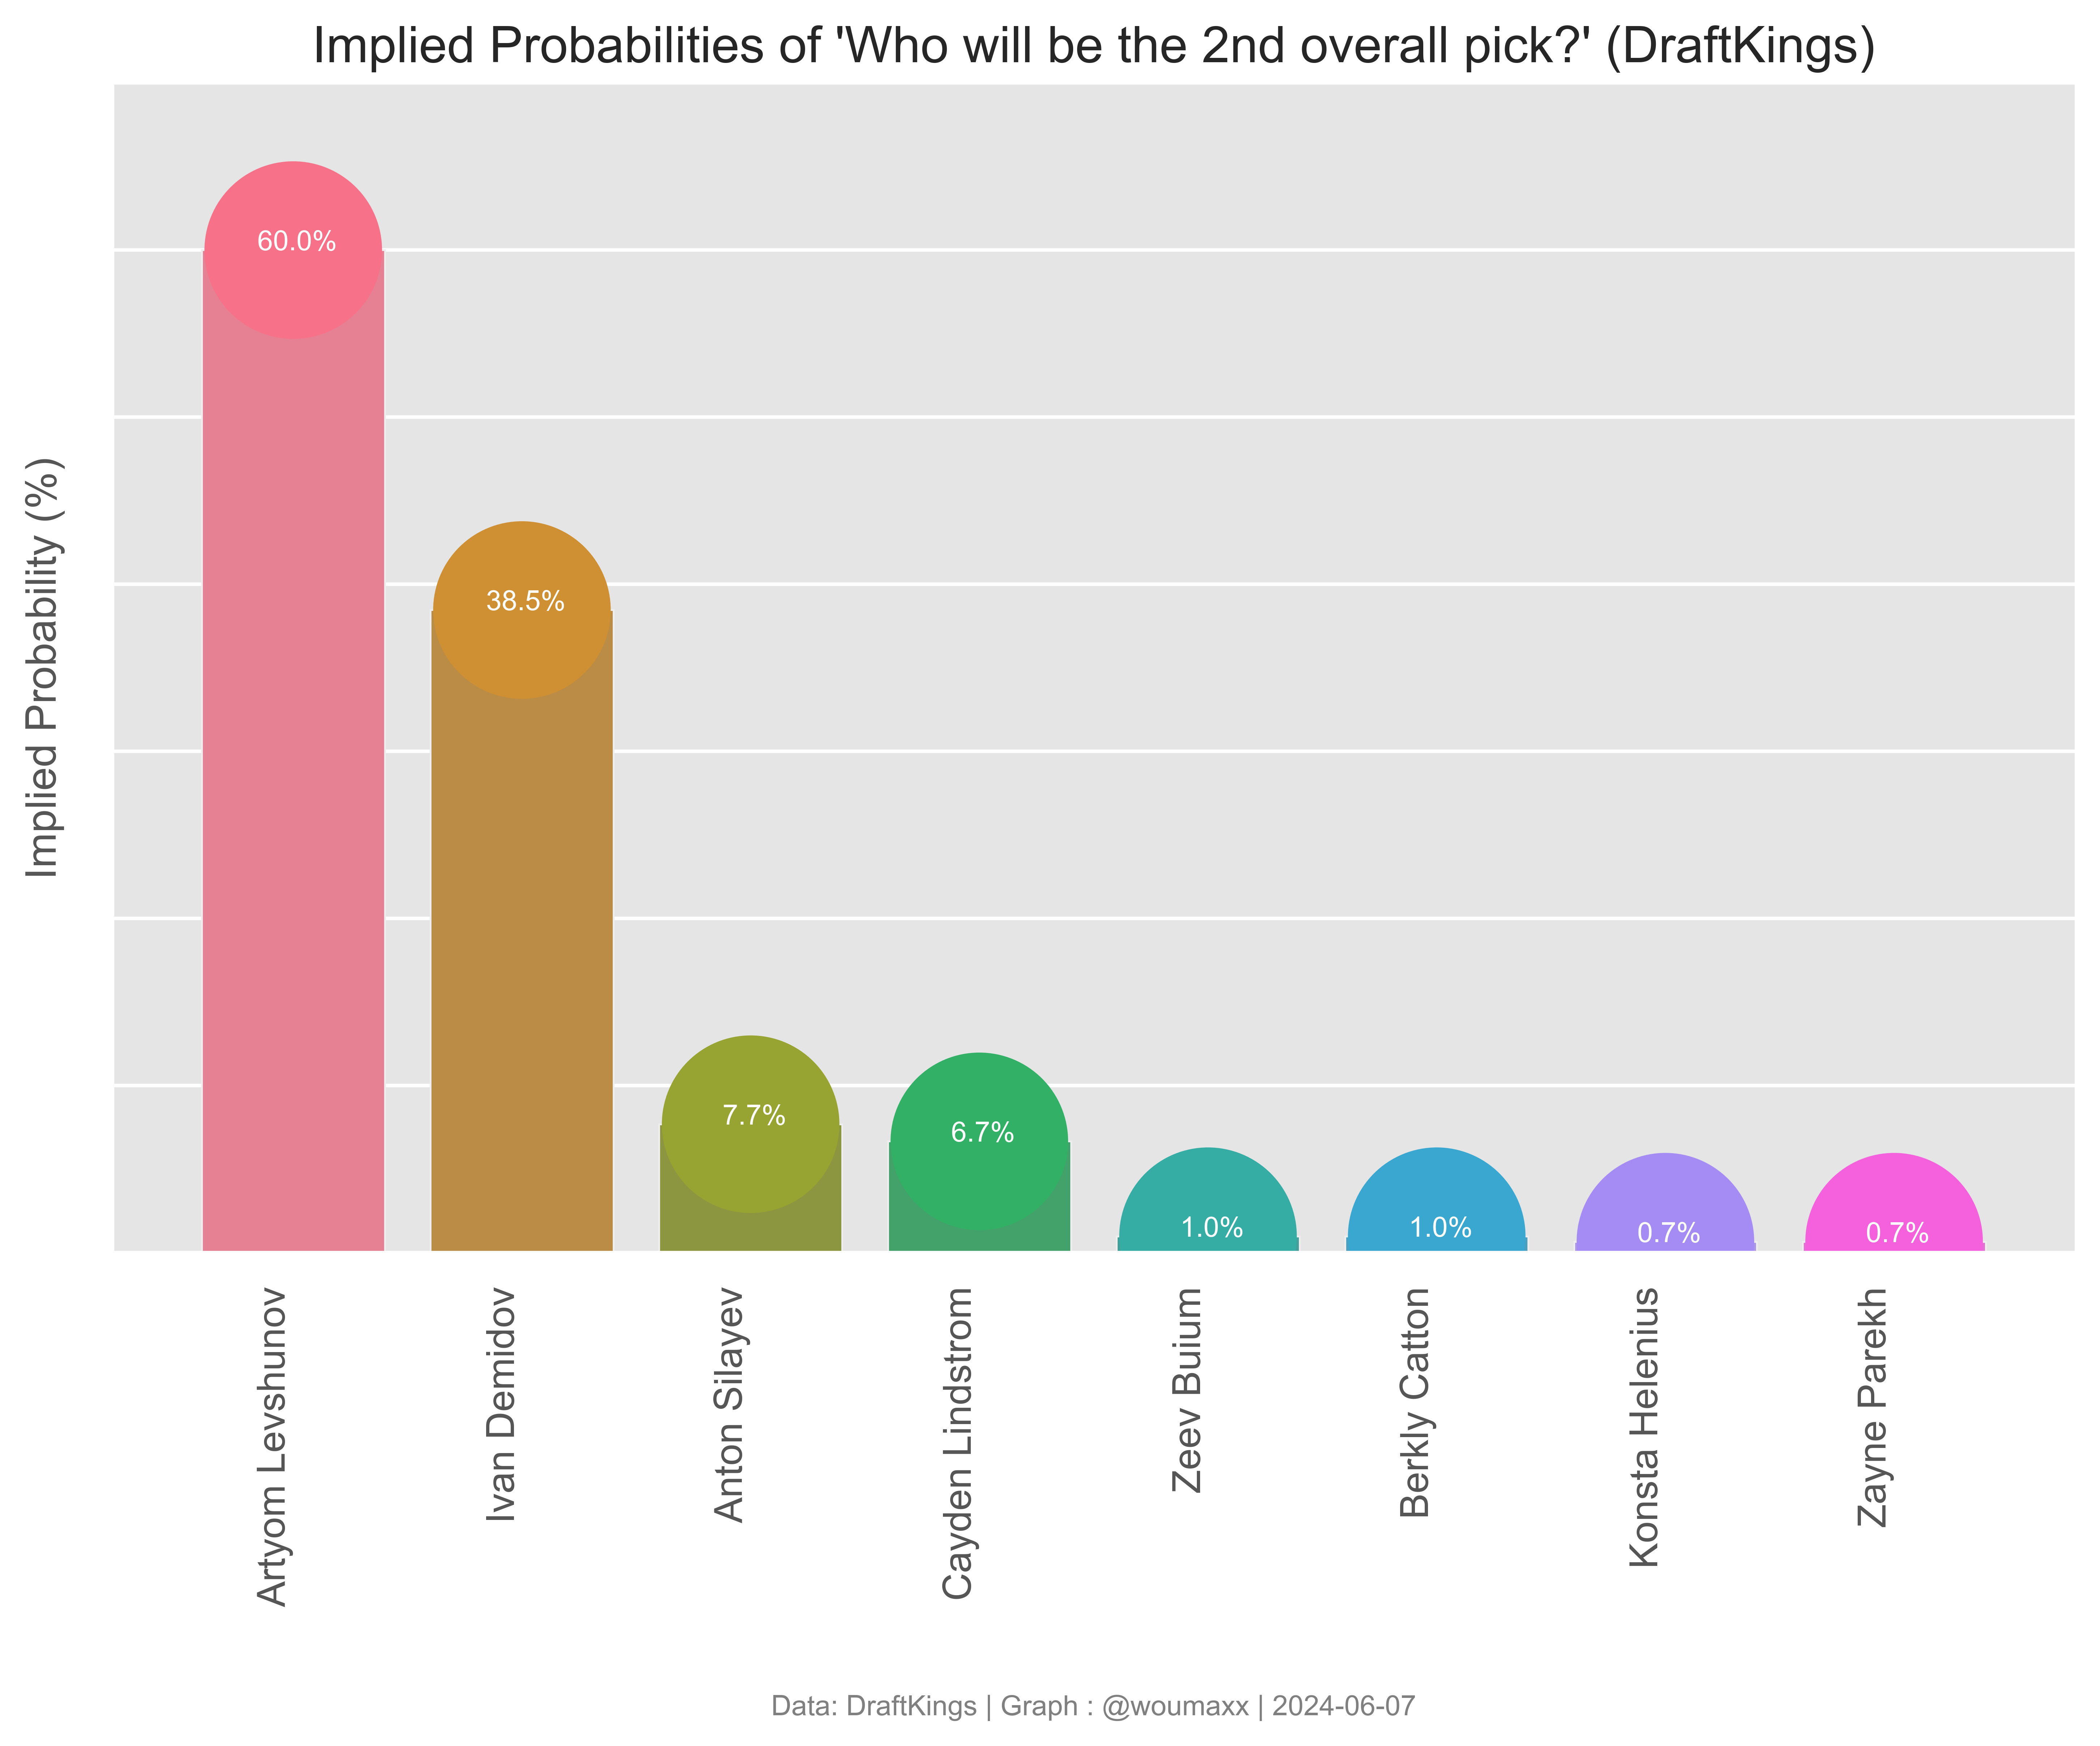 Implied Probabilities of 'Who will be the 2nd overall pick?' (DraftKings)
Implied Probability (%)
60.0%
38.5%
7.7%
6.7%
1.0%
1.0%
0.7%
0.7%
Artyom Levshunov
Ivan Demidov
Anton Silayev
Cayden Lindstrom
Zeev Buium
Berkly Catton
Konsta Helenius
Zayne Parekh
Data: DraftKings | Graph : @woumaxx | 2024-06-07